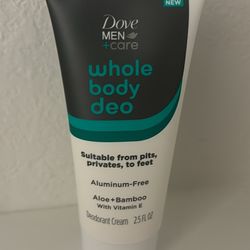 NEW
Dove
MEN
+care
whole
body
deo
Suitable from pits,
privates, to feet
Aluminum-Free
Aloe+Bamboo
With Vitamin E
Deodorant Cream 2.5 FL OZ